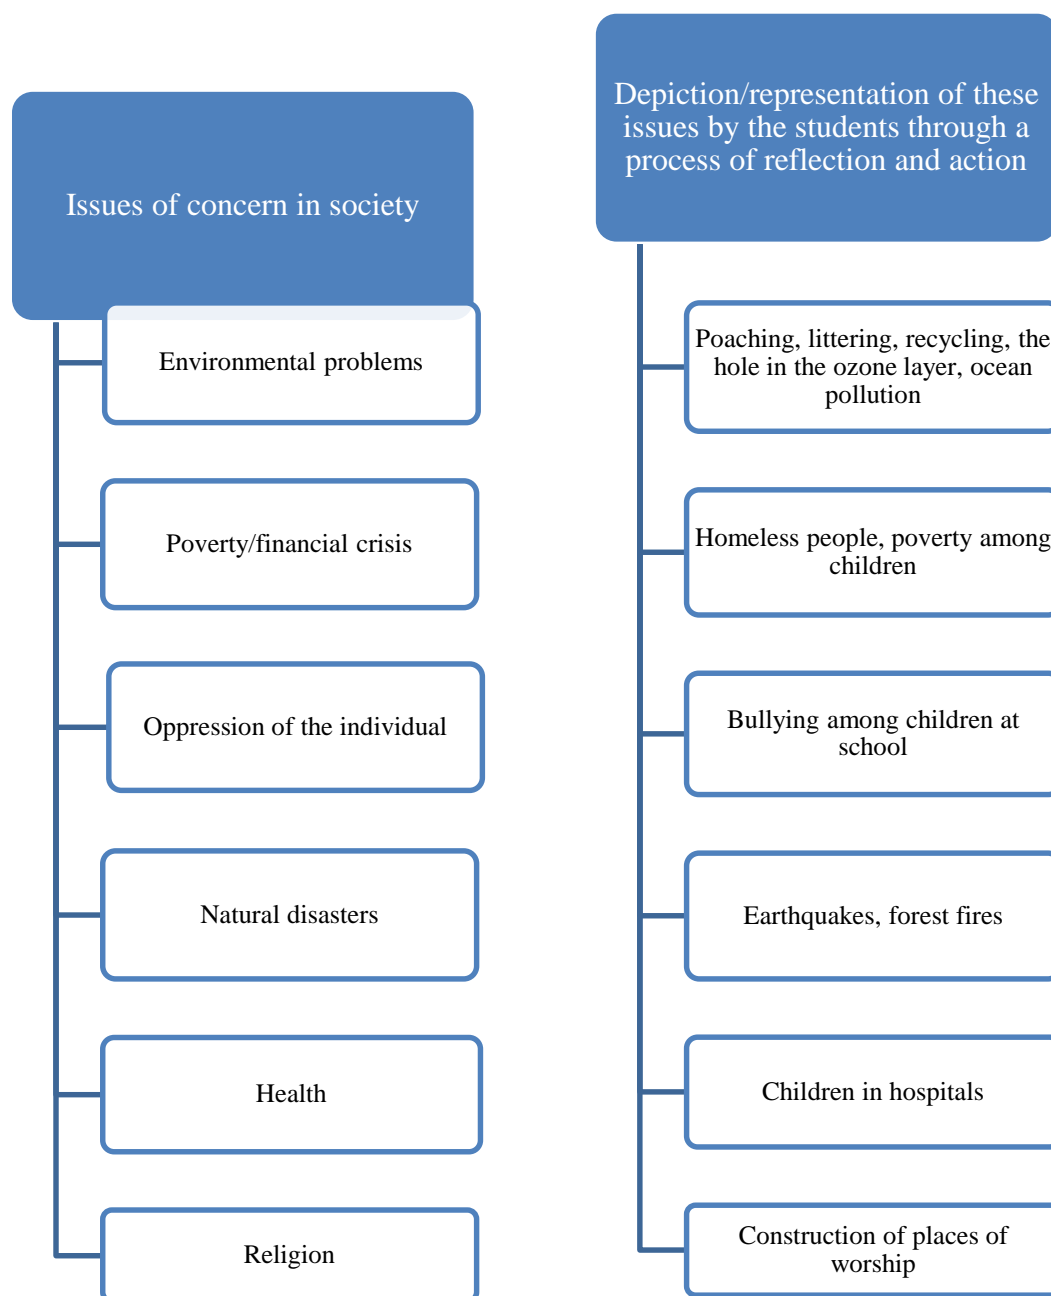 Issues of concern in society
Environmental problems
Poverty/financial crisis
Oppression of the individual
Natural disasters
Health
Religion
Depiction/representation of these
issues by the students through a
process of reflection and action
Poaching, littering, recycling, the
hole in the ozone layer, ocean
pollution
Homeless people, poverty among
children
Bullying among children at
school
Earthquakes, forest fires
Children in hospitals
Construction of places of
worship